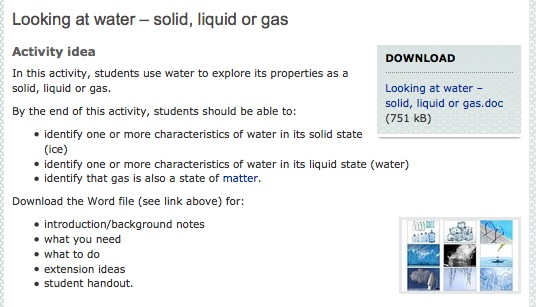 Looking at water – solid, liquid or gas
Activity idea
In this activity, students use water to explore its properties as a
solid, liquid or gas.
By the end of this activity, students should be able to:
• identify one or more characteristics of water in its solid state
(ice)
• identify one or more characteristics of water in its liquid state (water)
• identify that gas is also a state of matter.
Download the Word file (see link above) for:
• introduction/background notes
• what you need
• what to do
• extension ideas
• student handout.
DOWNLOAD
Looking at water –
solid, liquid or gas.doc
(751 kB)